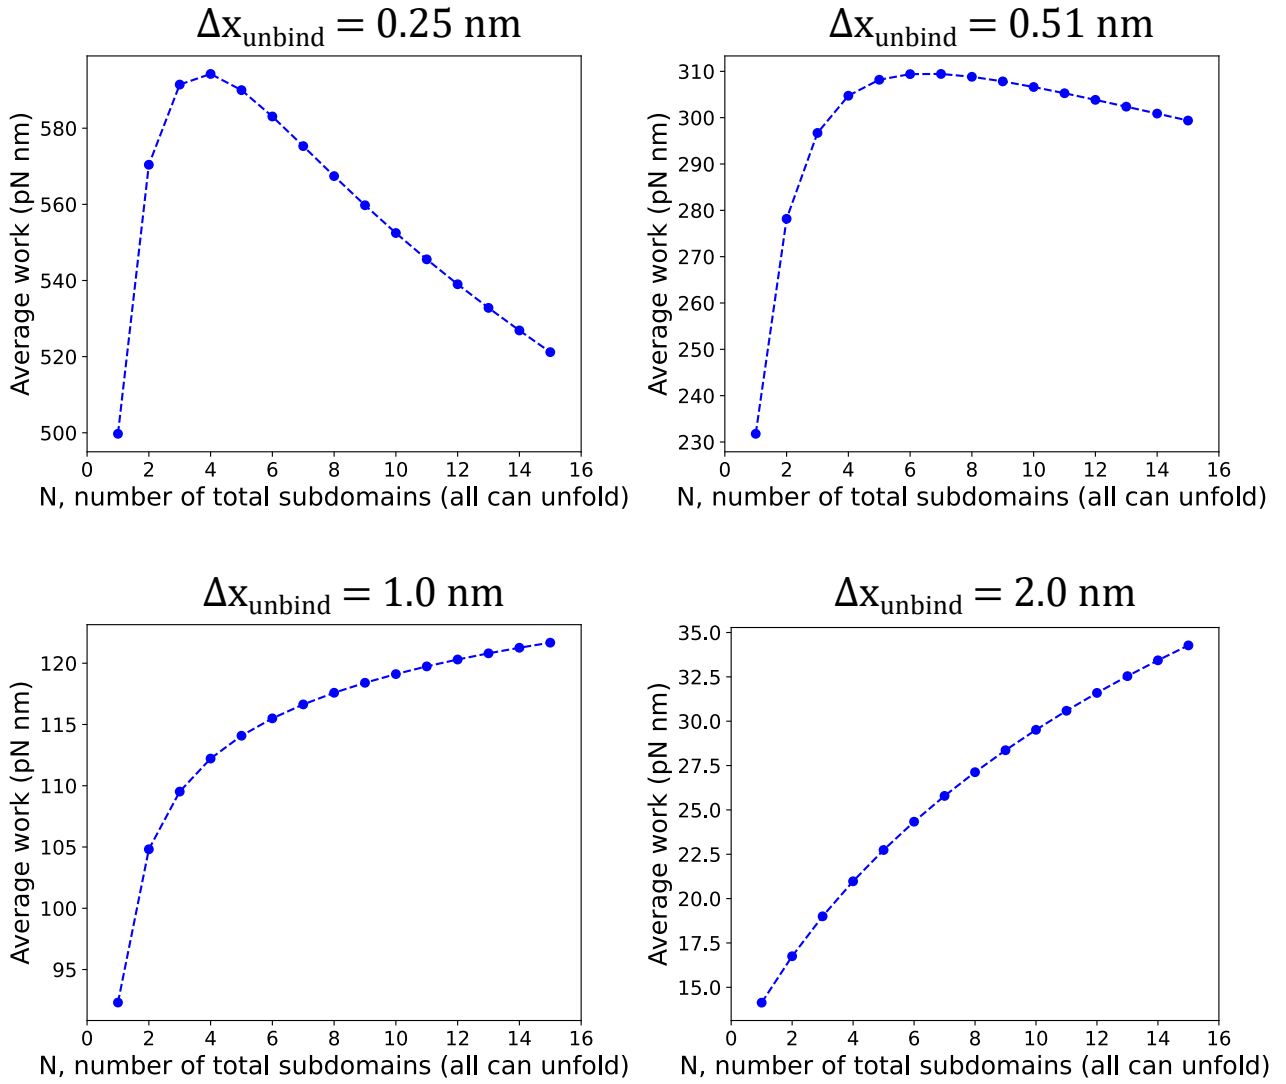 Δx_unbind = 0.25 nm
Average work (pN nm)
580
560
540
520
500
0 2 4 6 8 10 12 14 16
N, number of total subdomains (all can unfold)
Δx_unbind = 0.51 nm
Average work (pN nm)
310
300
290
280
270
260
250
240
230
0 2 4 6 8 10 12 14 16
N, number of total subdomains (all can unfold)
Δx_unbind = 1.0 nm
Average work (pN nm)
120
115
110
105
100
95
0 2 4 6 8 10 12 14 16
N, number of total subdomains (all can unfold)
Δx_unbind = 2.0 nm
Average work (pN nm)
35.0
32.5
30.0
27.5
25.0
22.5
20.0
17.5
15.0
0 2 4 6 8 10 12 14 16
N, number of total subdomains (all can unfold)